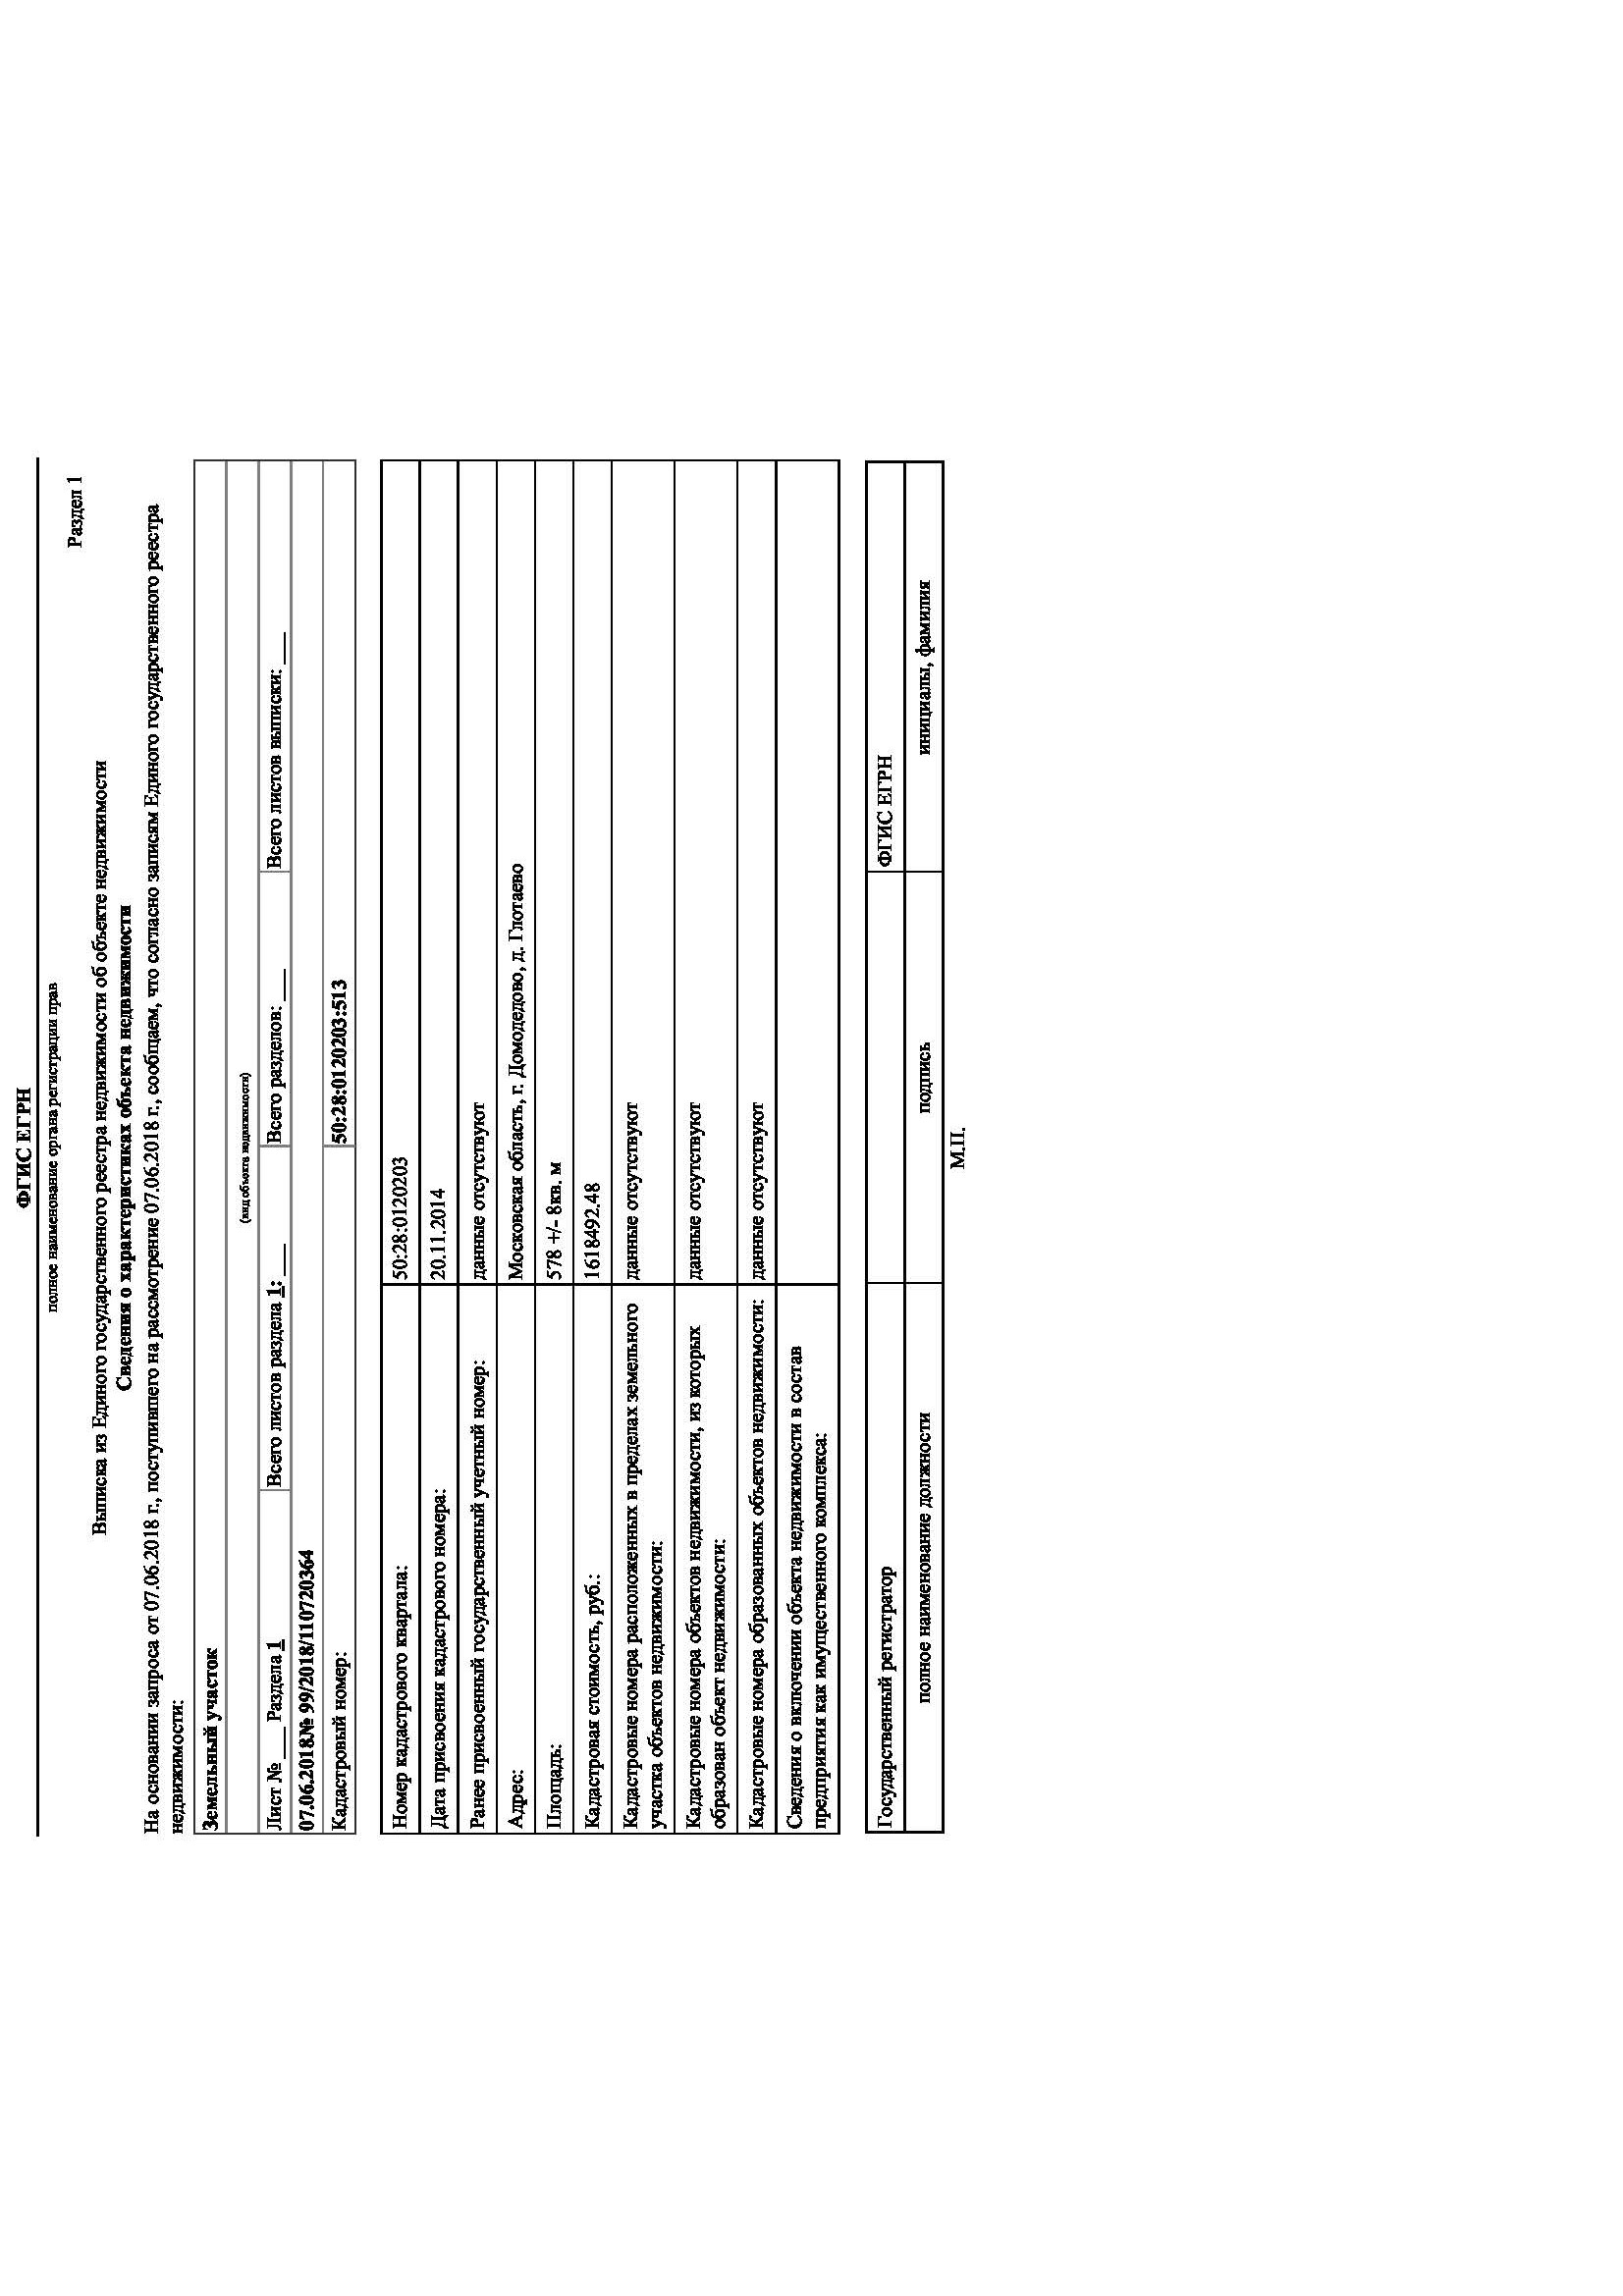 ФГИС ЕГРН
полное наименование органа регистрации прав
Раздел 1
Выписка из Единого государственного реестра недвижимости об объекте недвижимости
Сведения о характеристиках объекта недвижимости
На основании запроса от 07.06.2018 г., поступившего на рассмотрение 07.06.2018 г., сообщаем, что согласно записям Единого государственного реестра
недвижимости:
Земельный участок
(вид объекта недвижимости)
Лист № ___ Раздела 1 Всего листов раздела 1: ___ Всего разделов: ___ Всего листов выписки: ___
07.06.2018№ 99/2018/110720364
Кадастровый номер: 50:28:0120203:513
Номер кадастрового квартала: 50:28:0120203
Дата присвоения кадастрового номера: 20.11.2014
Ранее присвоенный государственный учетный номер: данные отсутствуют
Адрес: Московская область, г. Домодедово, д. Глотаево
Площадь: 578 +/- 8кв. м
Кадастровая стоимость, руб.: 1618492.48
Кадастровые номера расположенных в пределах земельного данные отсутствуют
участка объектов недвижимости:
Кадастровые номера объектов недвижимости, из которых данные отсутствуют
образован объект недвижимости:
Кадастровые номера образованных объектов недвижимости: данные отсутствуют
Сведения о включении объекта недвижимости в состав
предприятия как имущественного комплекса:
Государственный регистратор ФГИС ЕГРН
полное наименование должности подпись инициалы, фамилия
М.П.